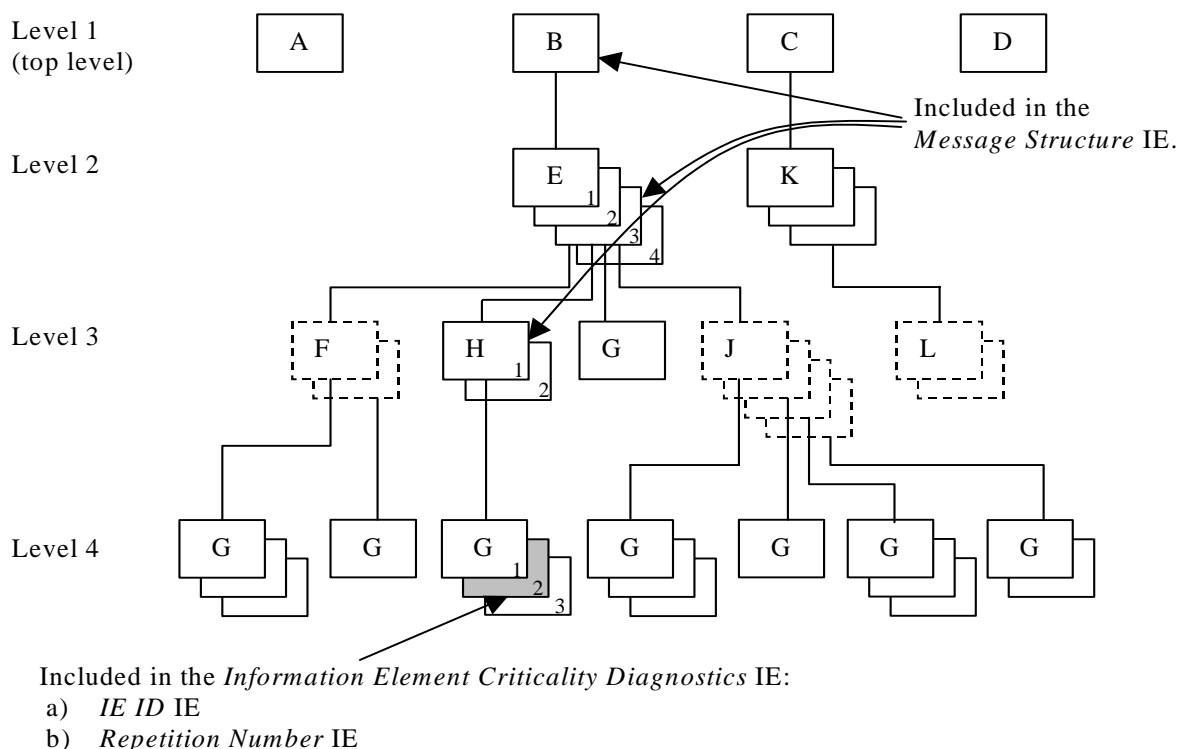 Level 1
(top level)
A
B
C
D
Included in the
Message Structure IE.
Level 2
E
1
2
3
4
K
Level 3
F
H
1
2
G
J
L
Level 4
G
G
G
1
2
3
G
G
G
G
Included in the Information Element Criticality Diagnostics IE:
a) IE ID IE
b) Repetition Number IE